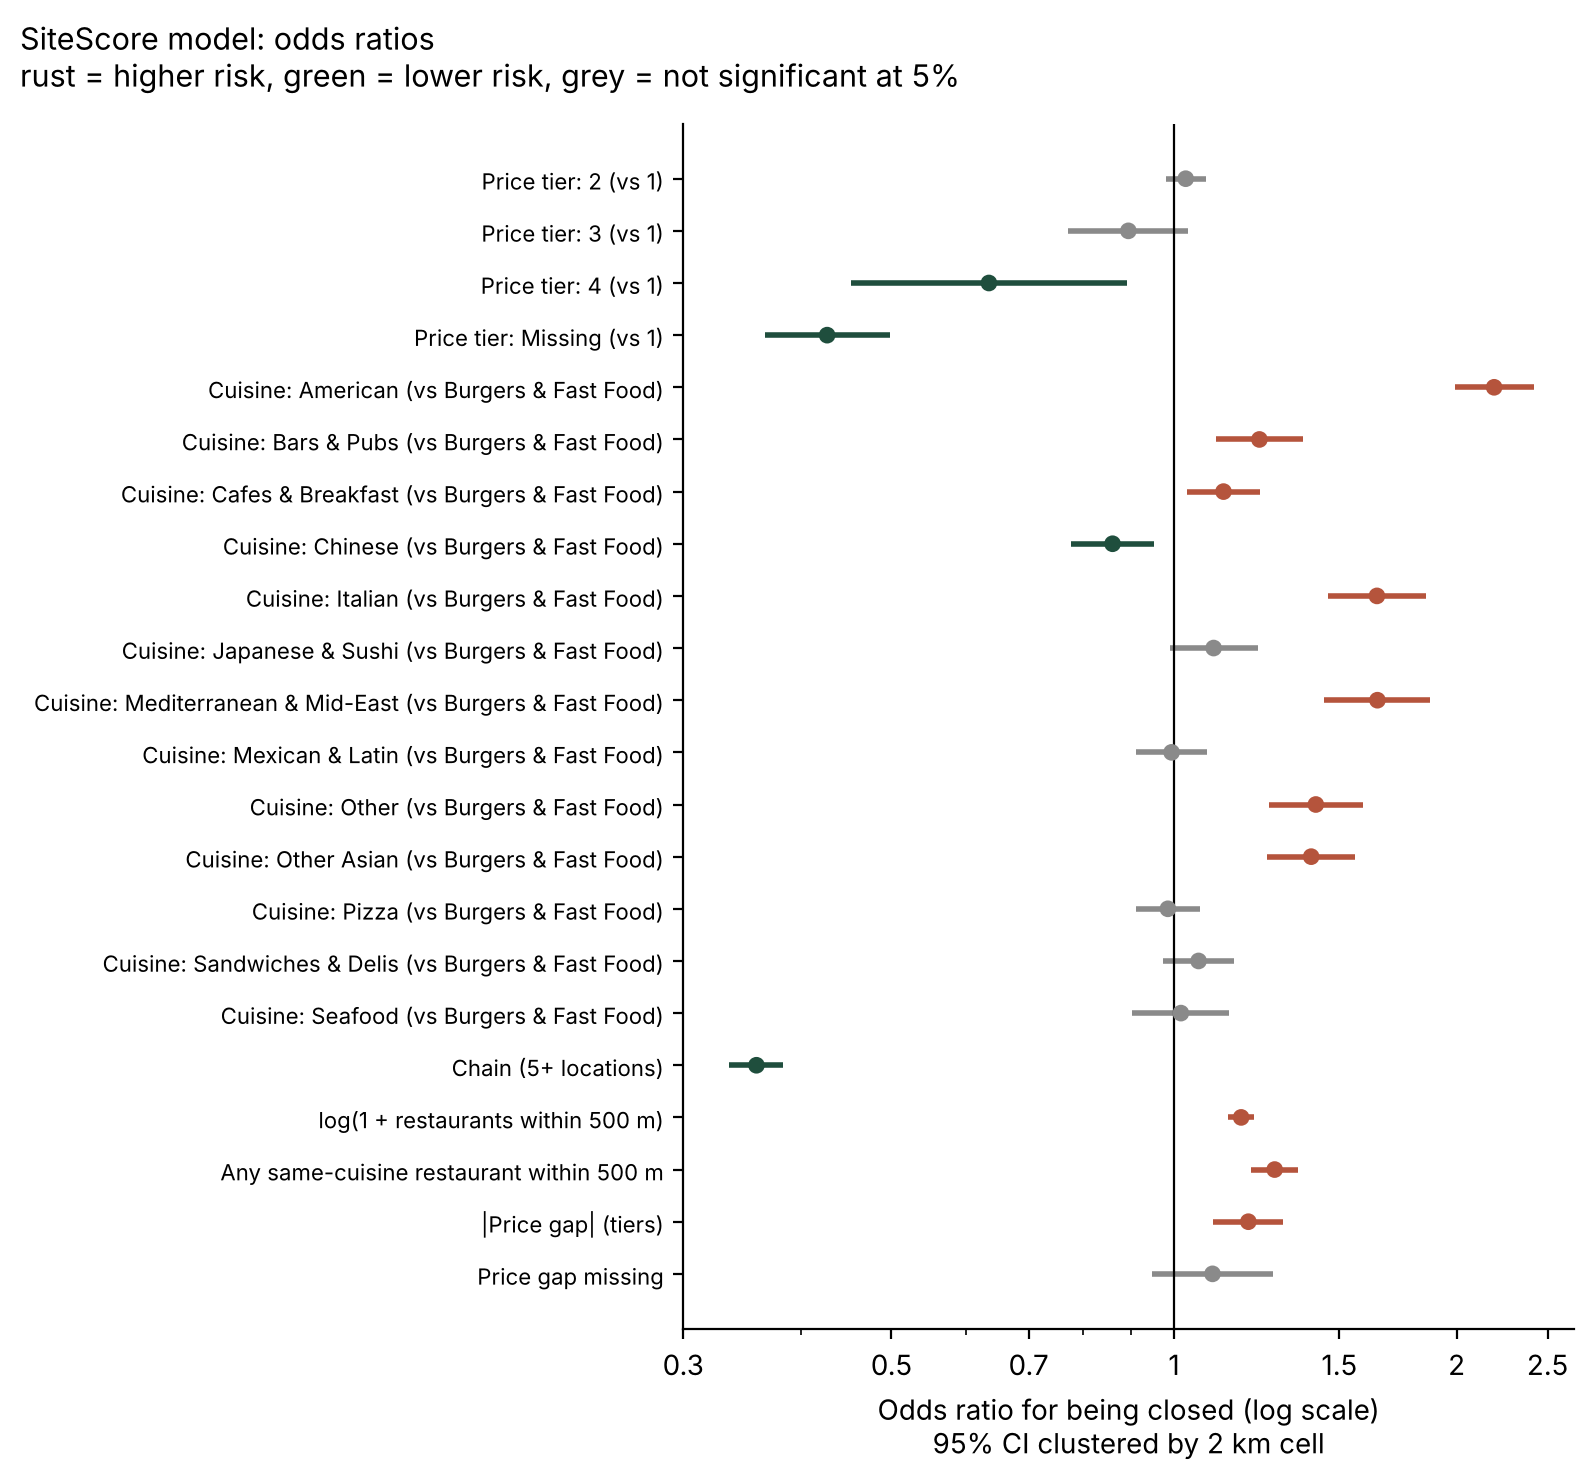 SiteScore model: odds ratios
rust = higher risk, green = lower risk, grey = not significant at 5%
Price tier: 2 (vs 1)
Price tier: 3 (vs 1)
Price tier: 4 (vs 1)
Price tier: Missing (vs 1)
Cuisine: American (vs Burgers & Fast Food)
Cuisine: Bars & Pubs (vs Burgers & Fast Food)
Cuisine: Cafes & Breakfast (vs Burgers & Fast Food)
Cuisine: Chinese (vs Burgers & Fast Food)
Cuisine: Italian (vs Burgers & Fast Food)
Cuisine: Japanese & Sushi (vs Burgers & Fast Food)
Cuisine: Mediterranean & Mid-East (vs Burgers & Fast Food)
Cuisine: Mexican & Latin (vs Burgers & Fast Food)
Cuisine: Other (vs Burgers & Fast Food)
Cuisine: Other Asian (vs Burgers & Fast Food)
Cuisine: Pizza (vs Burgers & Fast Food)
Cuisine: Sandwiches & Delis (vs Burgers & Fast Food)
Cuisine: Seafood (vs Burgers & Fast Food)
Chain (5+ locations)
log(1 + restaurants within 500 m)
Any same-cuisine restaurant within 500 m
|Price gap| (tiers)
Price gap missing
0.3 0.5 0.7 1 1.5 2 2.5
Odds ratio for being closed (log scale)
95% CI clustered by 2 km cell